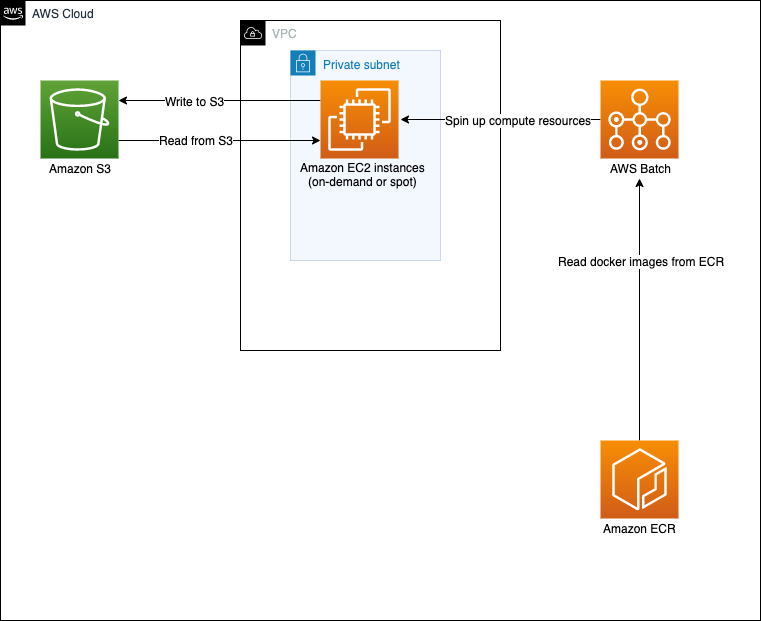 aws
AWS Cloud
VPC
Private subnet
Write to S3
Read from S3
Spin up compute resources
Amazon S3
Amazon EC2 instances
(on-demand or spot)
AWS Batch
Read docker images from ECR
Amazon ECR